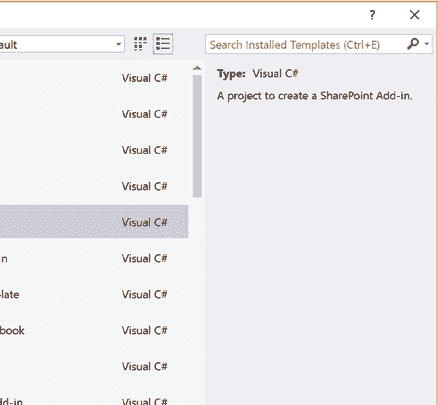 ?
ault
Search Installed Templates (Ctrl+E)
Visual C#
Type: Visual C#
A project to create a SharePoint Add-in.
Visual C#
Visual C#
Visual C#
Visual C#
n Visual C#
late Visual C#
book Visual C#
Visual C#
dd-in Visual C#